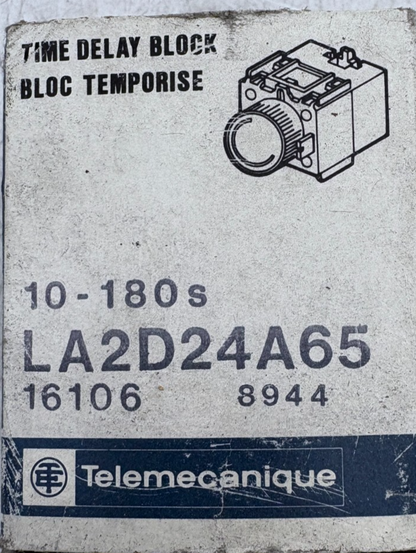 TIME DELAY BLOCK
BLOC TEMPORISE
10-180s
LA2D24A65
16106 8944
Telemecanique